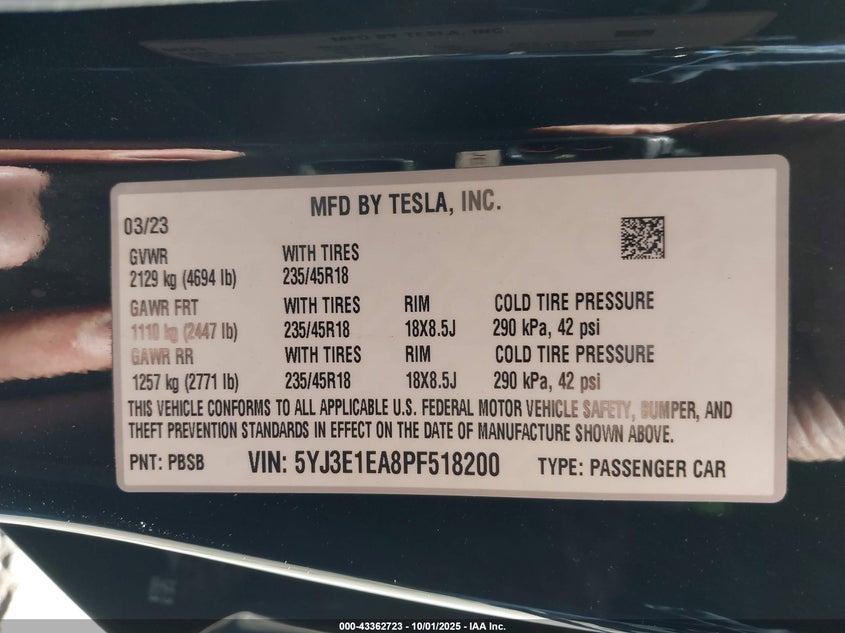 MFD BY TESLA, INC.
03/23
GVWR WITH TIRES
2129 kg (4694 lb) 235/45R18
GAWR FRT WITH TIRES RIM COLD TIRE PRESSURE
1110 kg (2447 lb) 235/45R18 18X8.5J 290 kPa, 42 psi
GAWR RR WITH TIRES RIM COLD TIRE PRESSURE
1257 kg (2771 lb) 235/45R18 18X8.5J 290 kPa, 42 psi
THIS VEHICLE CONFORMS TO ALL APPLICABLE U.S. FEDERAL MOTOR VEHICLE SAFETY, BUMPER, AND
THEFT PREVENTION STANDARDS IN EFFECT ON THE DATE OF MANUFACTURE SHOWN ABOVE.
PNT: PBSB VIN: 5YJ3E1EA8PF518200 TYPE: PASSENGER CAR
000-43362723 - 10/01/2025 - IAA Inc.